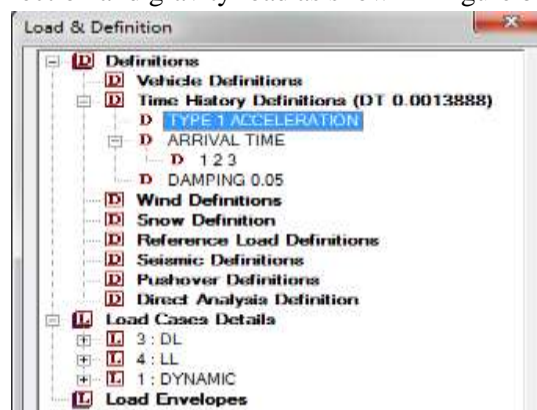 Load & Definition
Definitions
Vehicle Definitions
Time History Definitions (DT 0.0013888)
TYPE 1 ACCELERATION
ARRIVAL TIME
1 2 3
DAMPING 0.05
Wind Definitions
Snow Definition
Reference Load Definitions
Seismic Definitions
Pushover Definitions
Direct Analysis Definition
Load Cases Details
3 : DL
4 : LL
1 : DYNAMIC
Load Envelopes